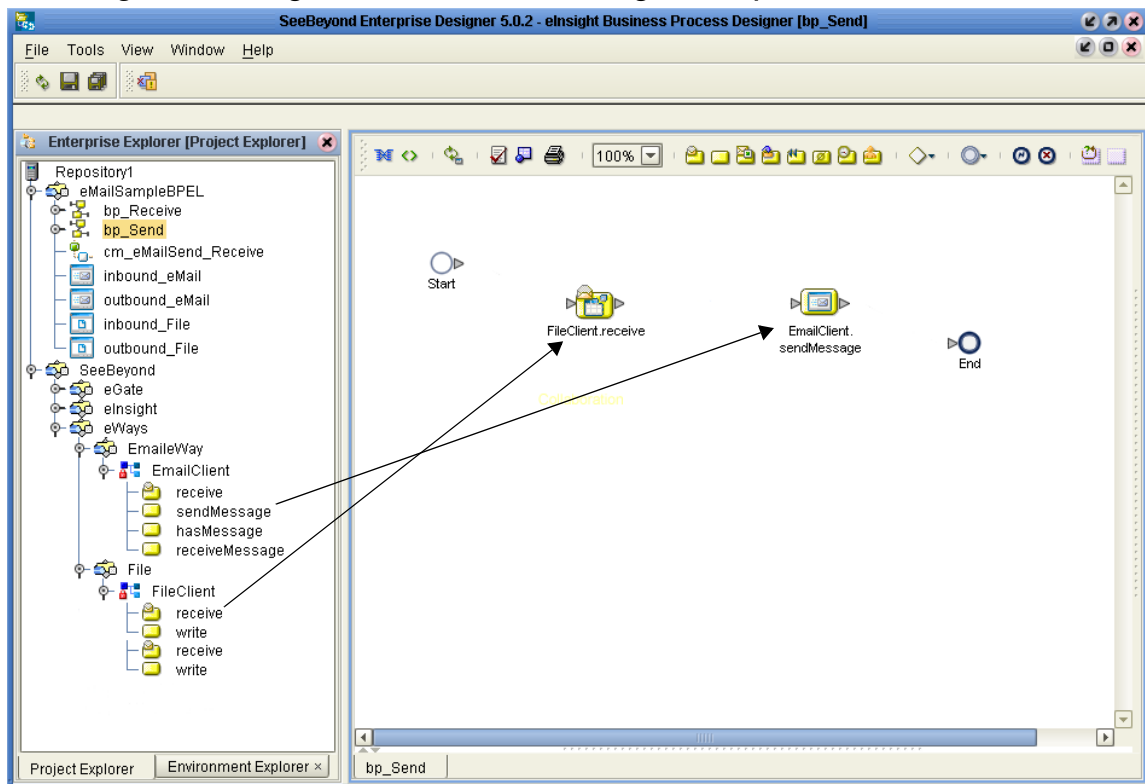 SeeBeyond Enterprise Designer 5.0.2 - eInsight Business Process Designer [bp_Send]
File Tools View Window Help
Enterprise Explorer [Project Explorer]
100%
Repository1
eMailSampleBPEL
bp_Receive
bp_Send
cm_eMailSend_Receive
inbound_eMail
outbound_eMail
inbound_File
outbound_File
SeeBeyond
eGate
eInsight
eWays
EmaileWay
EmailClient
receive
sendMessage
hasMessage
receiveMessage
File
FileClient
receive
write
receive
write
Start
FileClient.receive
EmailClient.
sendMessage
End
Collaboration
Project Explorer
Environment Explorer ×
bp_Send